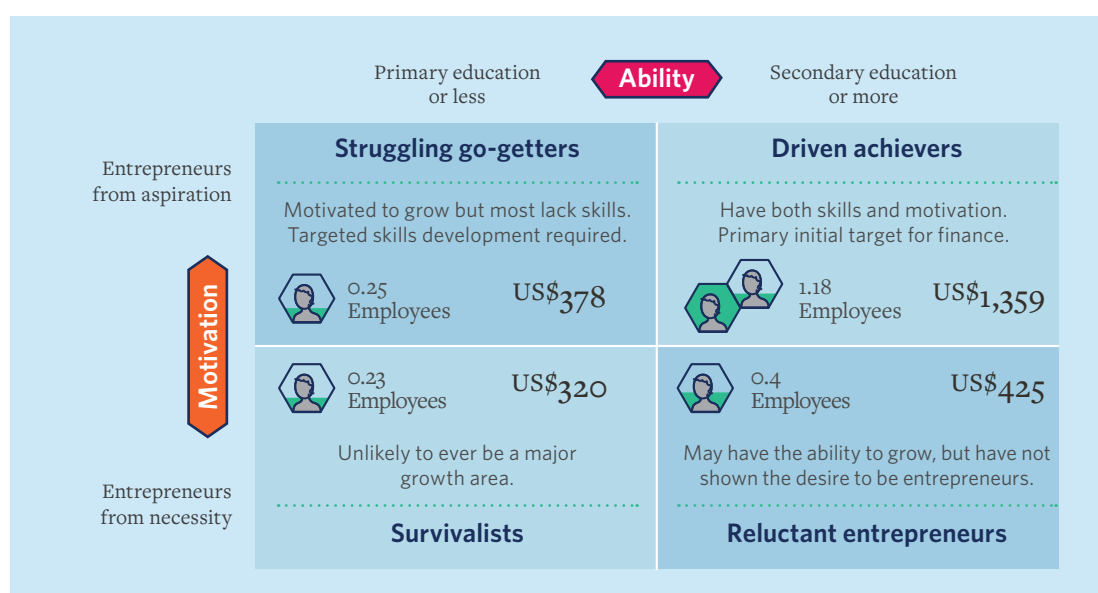 Primary education
or less
Ability
Secondary education
or more
Entrepreneurs
from aspiration
Struggling go-getters
Motivated to grow but most lack skills.
Targeted skills development required.
0.25
Employees
US$378
Driven achievers
Have both skills and motivation.
Primary initial target for finance.
1.18
Employees
US$1,359
Motivation
0.23
Employees
US$320
Unlikely to ever be a major
growth area.
Survivalists
0.4
Employees
US$425
May have the ability to grow, but have not
shown the desire to be entrepreneurs.
Reluctant entrepreneurs
Entrepreneurs
from necessity